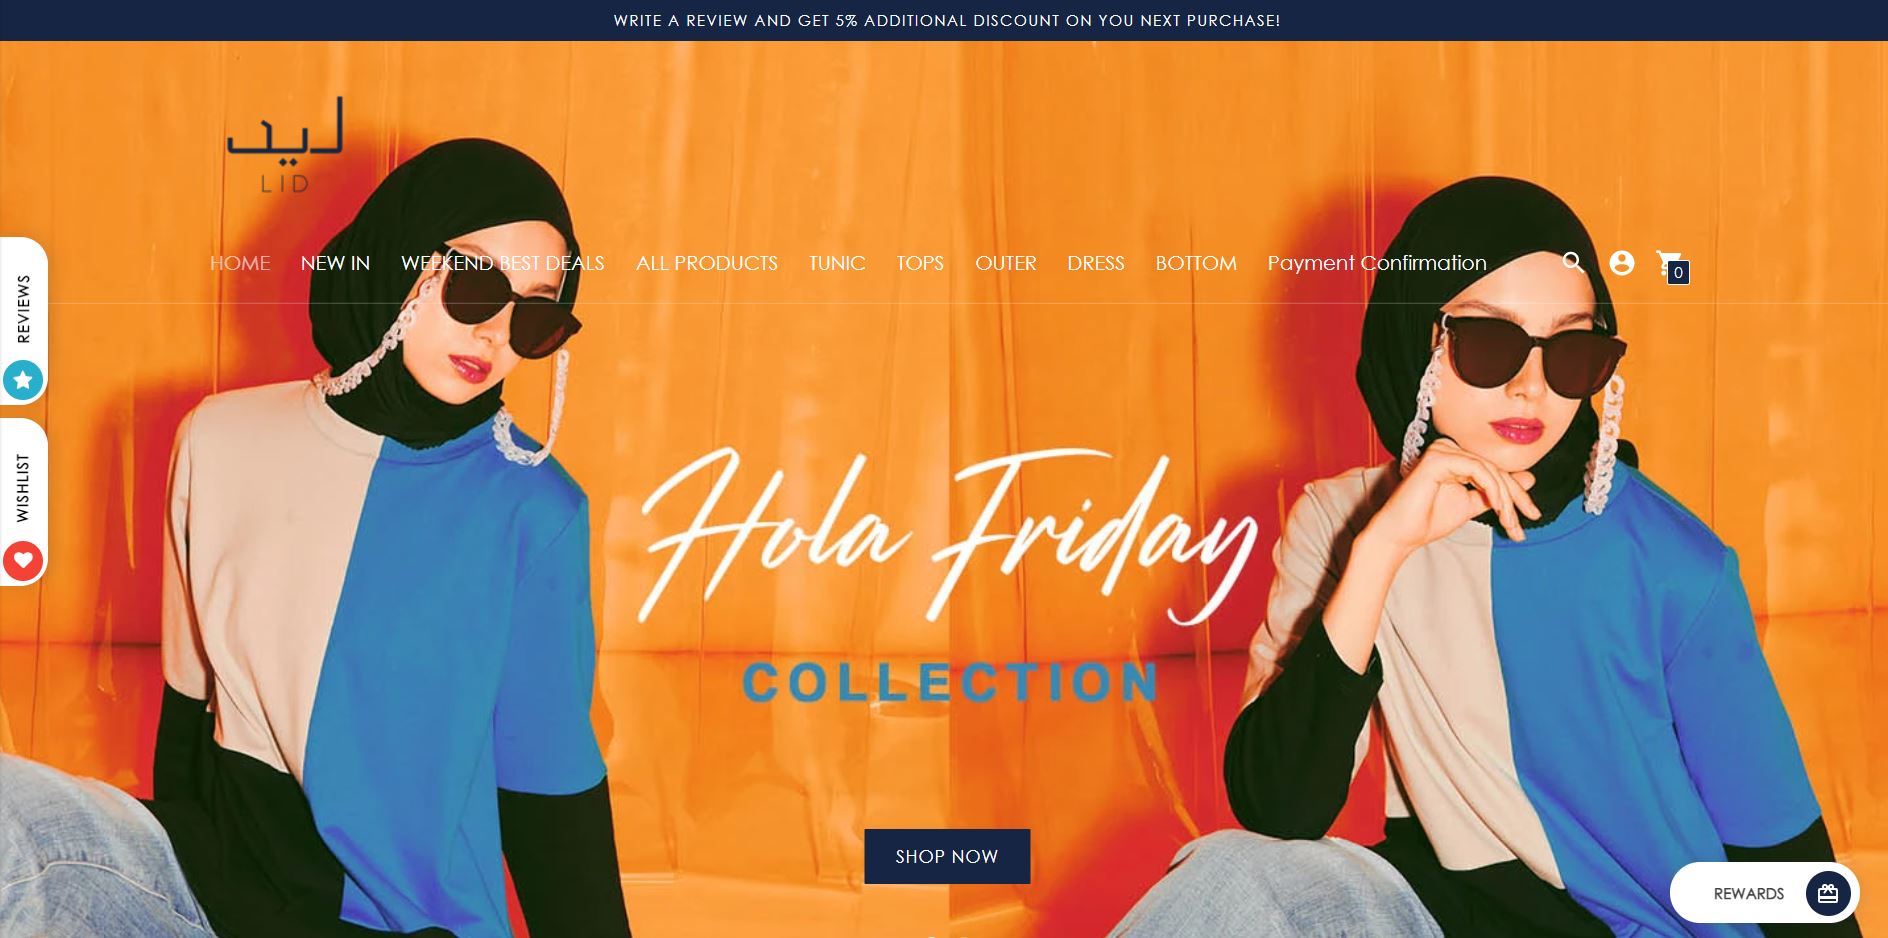 WRITE A REVIEW AND GET 5% ADDITIONAL DISCOUNT ON YOU NEXT PURCHASE!
ليد
LID
HOME NEW IN WEEKEND BEST DEALS ALL PRODUCTS TUNIC TOPS OUTER DRESS BOTTOM Payment Confirmation 0
REVIEWS
WISHLIST
Hola Friday
COLLECTION
SHOP NOW
REWARDS